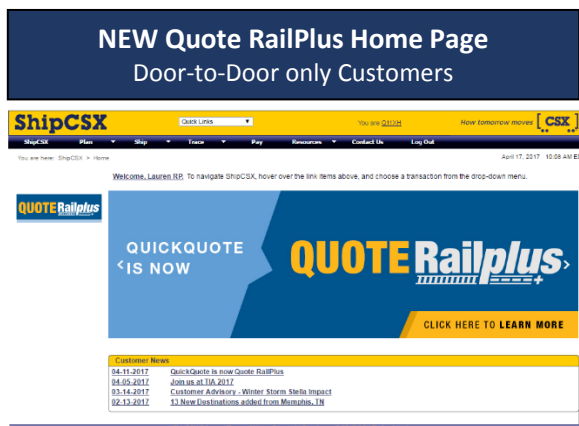 NEW Quote RailPlus Home Page
Door-to-Door only Customers
ShipCSX Quick Links ▼ You are Q1IXH How tomorrow moves [CSX]
ShipCSX Plan ▼ Ship ▼ Trace ▼ Pay Resources ▼ Contact Us Log Out
You are here: ShipCSX > Home April 17, 2017 10:08 AM E
Welcome, Lauren RP. To navigate ShipCSX, hover over the link items above, and choose a transaction from the drop-down menu.
QUOTE Railplus
QUICKQUOTE
IS NOW
QUOTE Railplus
CLICK HERE TO LEARN MORE
Customer News
04-11-2017 QuickQuote is now Quote RailPlus
04-05-2017 Join us at TIA 2017
03-14-2017 Customer Advisory - Winter Storm Stella Impact
02-13-2017 13 New Destinations added from Memphis, TN